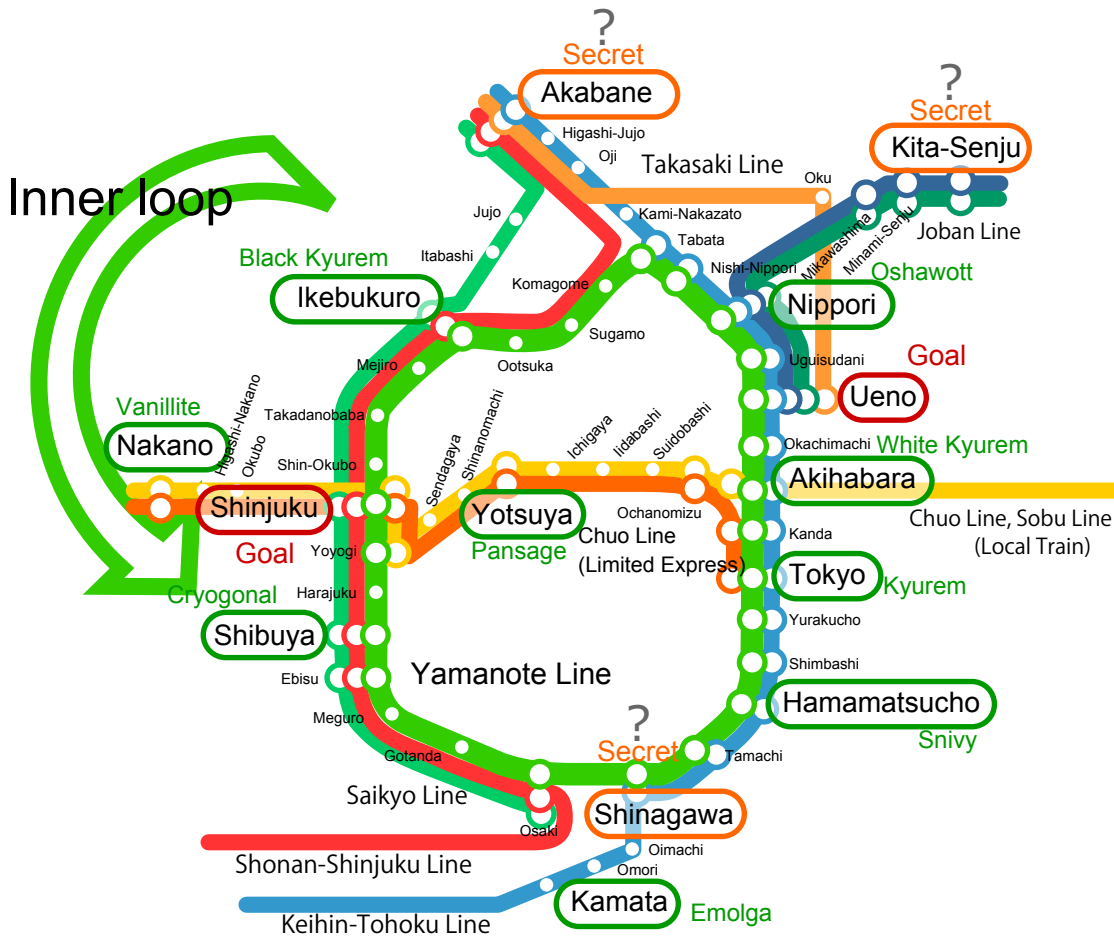 ?
Secret
Akabane
?
Secret
Kita-Senju
Higashi-Jujo
Oji
Takasaki Line
Oku
Inner loop
Jujo
Kami-Nakazato
Mikawashima
Minami-Senju
Joban Line
Itabashi
Tabata
Black Kyurem
Ikebukuro
Komagome
Nishi-Nippori
Oshawott
Nippori
Sugamo
Mejiro
Ootsuka
Uguisudani
Goal
Ueno
Vanillite
Nakano
Higashi-Nakano
Okubo
Takadanobaba
Shin-Okubo
Sendagaya
Shinanomachi
Ichigaya
Iidabashi
Suidobashi
Okachimachi
White Kyurem
Akihabara
Shinjuku
Goal
Yotsuya
Pansage
Ochanomizu
Chuo Line
(Limited Express)
Chuo Line, Sobu Line
(Local Train)
Yoyogi
Kanda
Harajuku
Tokyo
Kyurem
Cryogonal
Shibuya
Yurakucho
Ebisu
Yamanote Line
Shimbashi
Hamamatsucho
Snivy
Meguro
Gotanda
?
Secret
Tamachi
Shinagawa
Saikyo Line
Osaki
Shonan-Shinjuku Line
Oimachi
Omori
Kamata
Emolga
Keihin-Tohoku Line